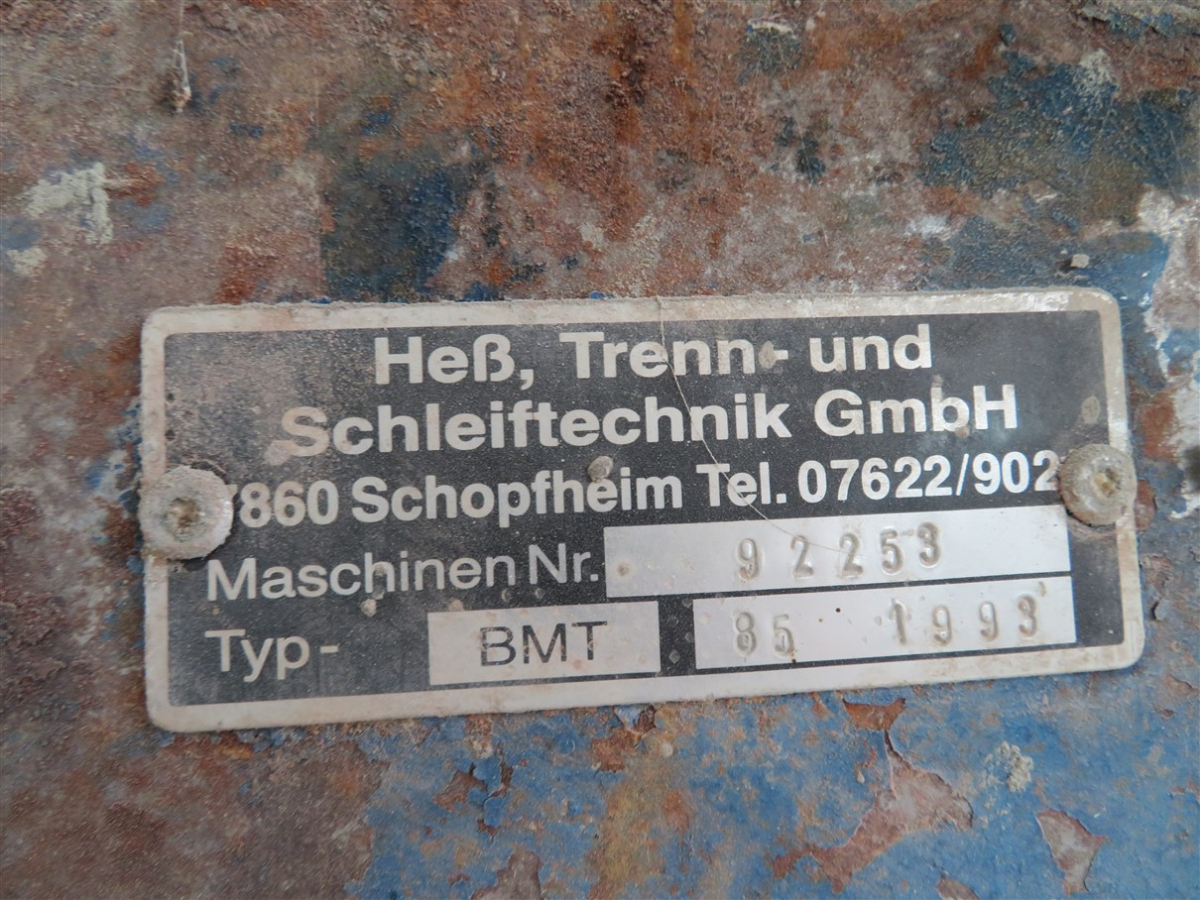 Heß, Trenn- und
Schleiftechnik GmbH
7860 Schopfheim Tel. 07622/902
Maschinen Nr. 92253
Typ- BMT 85 1993